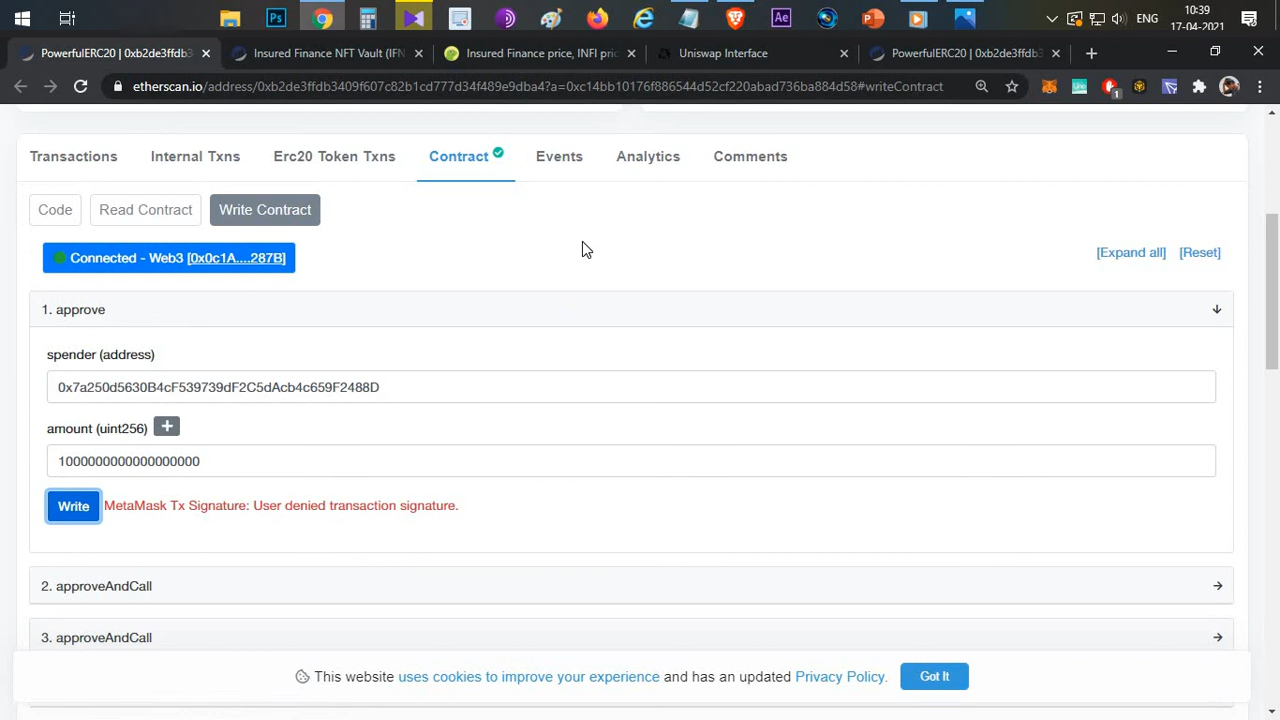 Ps
Ae
ENG
10:39
17-04-2021
PowerfulERC20 | 0xb2de3ffdb3
Insured Finance NFT Vault (IFN
Insured Finance price, INFI pric
Uniswap Interface
PowerfulERC20 | 0xb2de3ffdb3
etherscan.io/address/0xb2de3ffdb3409f607c82b1cd777d34f489e9dba4?a=0xc14bb10176f886544d52cf220abad736ba884d58#writeContract
1
Transactions
Internal Txns
Erc20 Token Txns
Contract
Events
Analytics
Comments
Code
Read Contract
Write Contract
Connected - Web3 [0x0c1A....287B]
[Expand all]
[Reset]
1. approve
spender (address)
0x7a250d5630B4cF539739dF2C5dAcb4c659F2488D
amount (uint256)
1000000000000000000
Write
MetaMask Tx Signature: User denied transaction signature.
2. approveAndCall
3. approveAndCall
This website uses cookies to improve your experience and has an updated Privacy Policy.
Got It